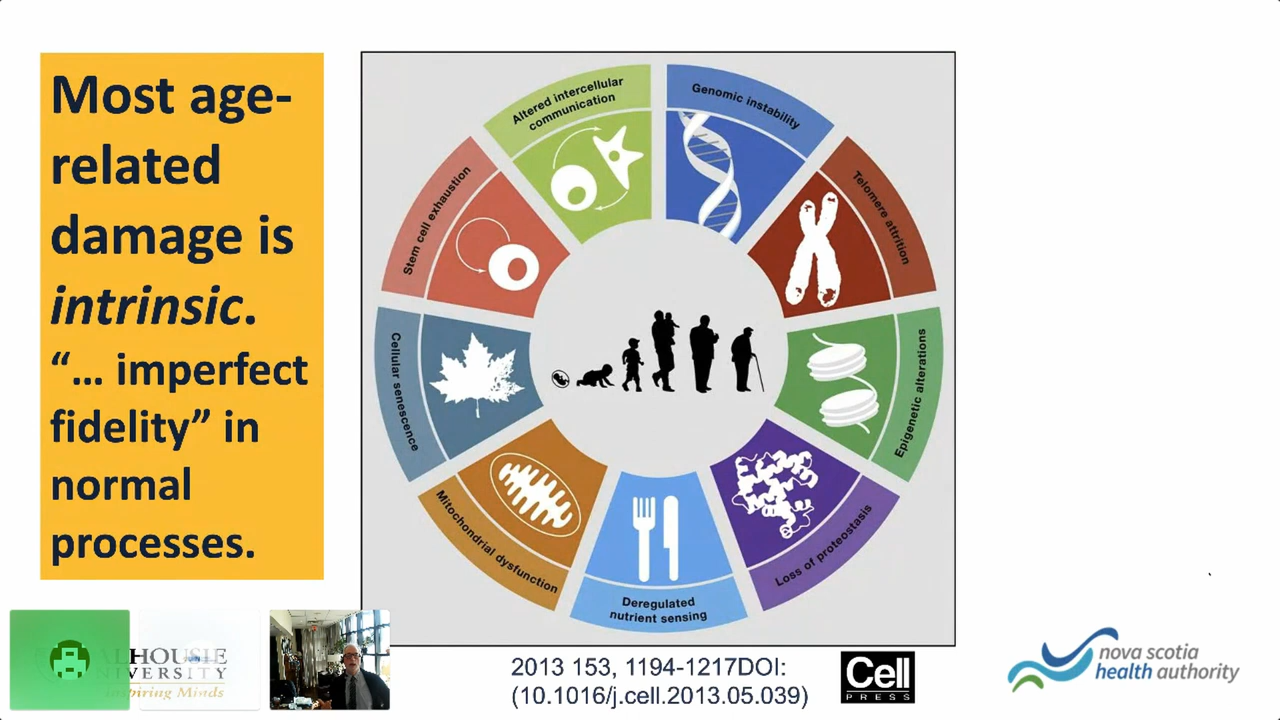 Most age-
related
damage is
intrinsic.
“… imperfect
fidelity” in
normal
processes.
Altered intercellular
communication
Genomic instability
Telomere attrition
Epigenetic alterations
Loss of proteostasis
Deregulated
nutrient sensing
Mitochondrial dysfunction
Cellular senescence
Stem cell exhaustion
2013 153, 1194-1217DOI:
(10.1016/j.cell.2013.05.039)
Cell
PRESS
nova scotia
health authority
Inspiring Minds